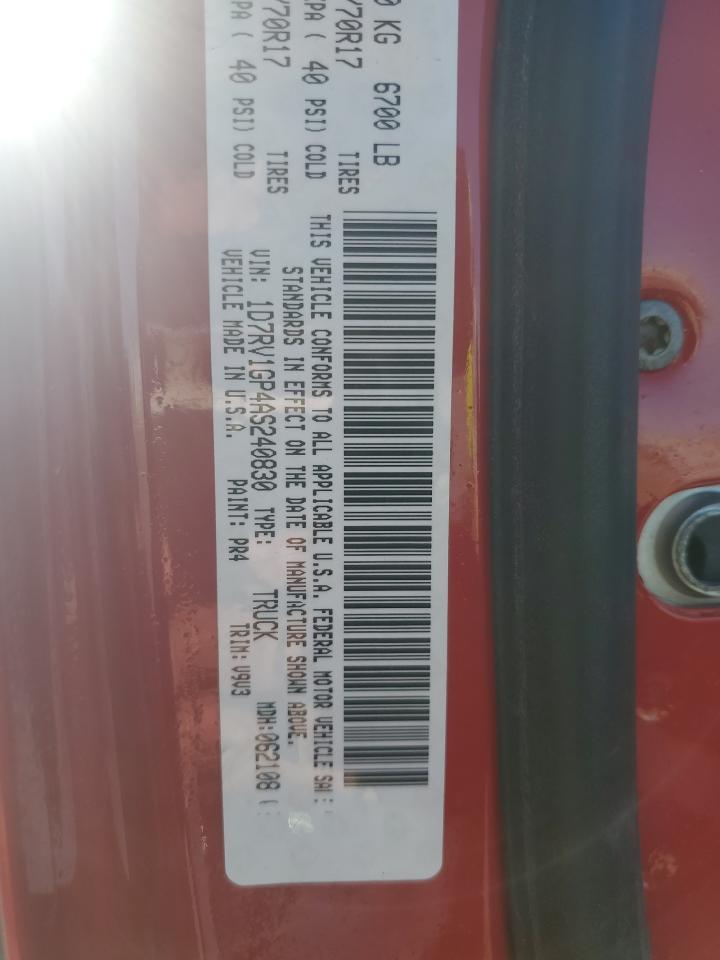 0 KG 6700 LB
/70R17 TIRES
PA ( 40 PSI) COLD
/70R17 TIRES
PA ( 40 PSI) COLD
THIS VEHICLE CONFORMS TO ALL APPLICABLE U.S.A. FEDERAL MOTOR VEHICLE
STANDARDS IN EFFECT ON THE DATE OF MANUFACTURE SHOWN ABOVE.
VIN: 1D7RV1GP4AS240830 TYPE: TRUCK MDH:062108
VEHICLE MADE IN U.S.A. PAINT: PR4 TRIM: V9V3